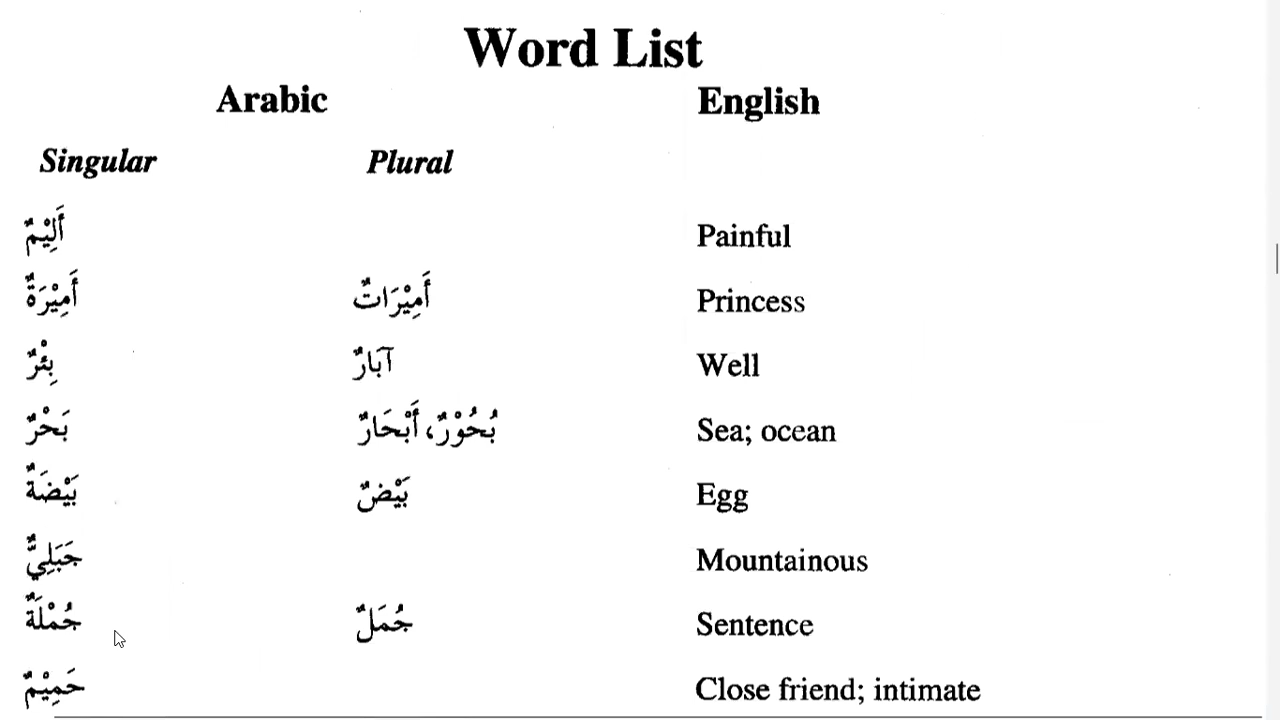 Word List
Arabic English
Singular Plural
أَلِيْمٌ Painful
أَمِيْرَةٌ أَمِيْرَاتٌ Princess
بِئْرٌ آبَارٌ Well
بَحْرٌ بُحُوْرٌ، أَبْحَارٌ Sea; ocean
بَيْضَةٌ بَيْضٌ Egg
جَبَلِيٌّ Mountainous
جُمْلَةٌ جُمَلٌ Sentence
حَمِيْمٌ Close friend; intimate